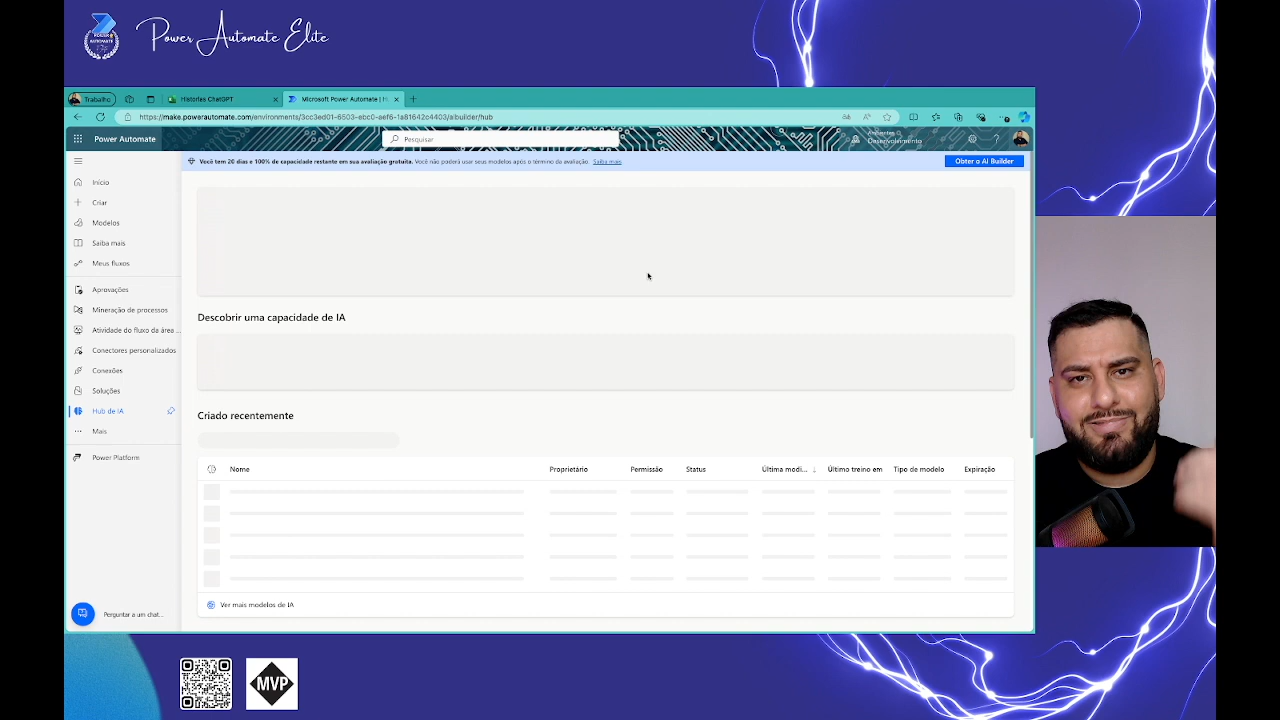 Power Automate Elite
Trabalho
Historias ChatGPT
Microsoft Power Automate | H
https://make.powerautomate.com/environments/3cc3ed01-6503-ebc0-aef6-1a81642c4403/aibuilder/hub
Power Automate
Pesquisar
Ambientes
Desenvolvimento
Você tem 20 dias e 100% de capacidade restante em sua avaliação gratuita. Você não poderá usar seus modelos após o término da avaliação. Saiba mais
Obter o AI Builder
Início
Criar
Modelos
Saiba mais
Meus fluxos
Aprovações
Mineração de processos
Atividade do fluxo da área ...
Conectores personalizados
Conexões
Soluções
Hub de IA
Mais
Power Platform
Perguntar a um chat...
Descobrir uma capacidade de IA
Criado recentemente
Nome Proprietário Permissão Status Última modi... ↓ Último treino em Tipo de modelo Expiração
Ver mais modelos de IA
MVP